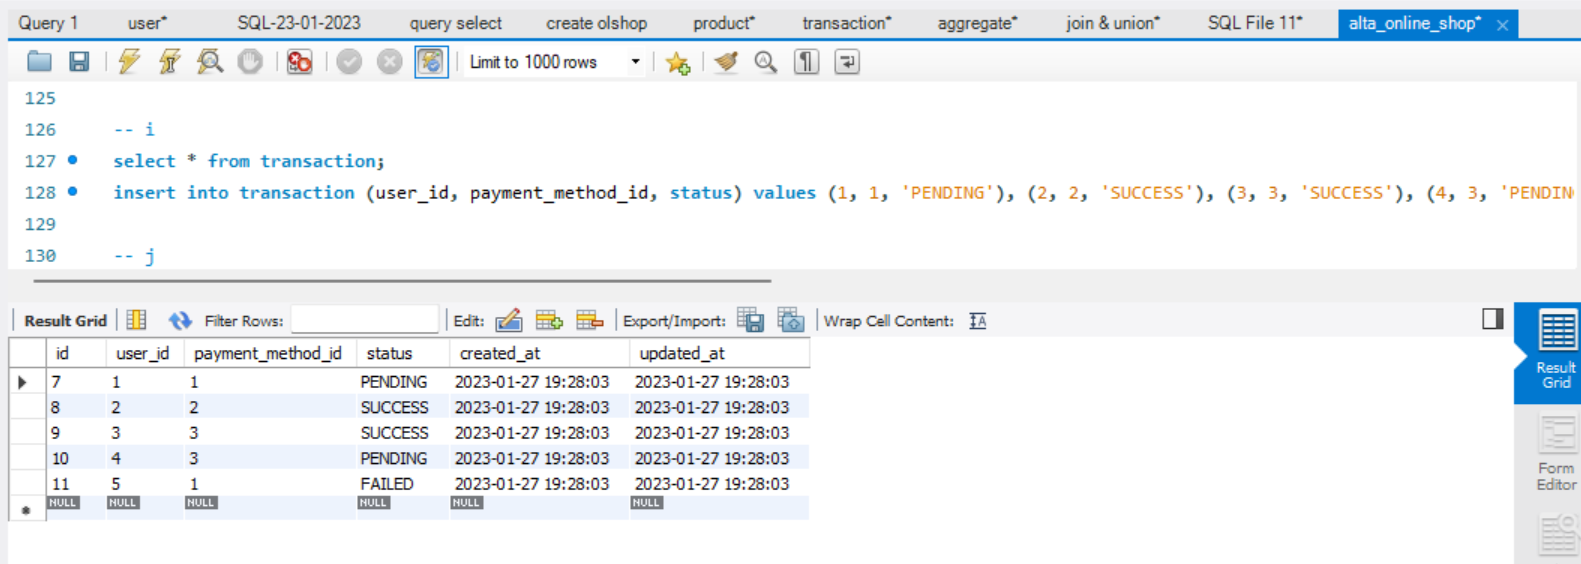 Query 1 user* SQL-23-01-2023 query select create olshop product* transaction* aggregate* join & union* SQL File 11* alta_online_shop* ×
Limit to 1000 rows
125
126 -- i
127 select * from transaction;
128 insert into transaction (user_id, payment_method_id, status) values (1, 1, 'PENDING'), (2, 2, 'SUCCESS'), (3, 3, 'SUCCESS'), (4, 3, 'PENDIN
129
130 -- j
Result Grid Filter Rows: Edit: Export/Import: Wrap Cell Content: IA
id user_id payment_method_id status created_at updated_at
7 1 1 PENDING 2023-01-27 19:28:03 2023-01-27 19:28:03
8 2 2 SUCCESS 2023-01-27 19:28:03 2023-01-27 19:28:03
9 3 3 SUCCESS 2023-01-27 19:28:03 2023-01-27 19:28:03
10 4 3 PENDING 2023-01-27 19:28:03 2023-01-27 19:28:03
11 5 1 FAILED 2023-01-27 19:28:03 2023-01-27 19:28:03
NULL NULL NULL NULL NULL NULL
Result
Grid
Form
Editor